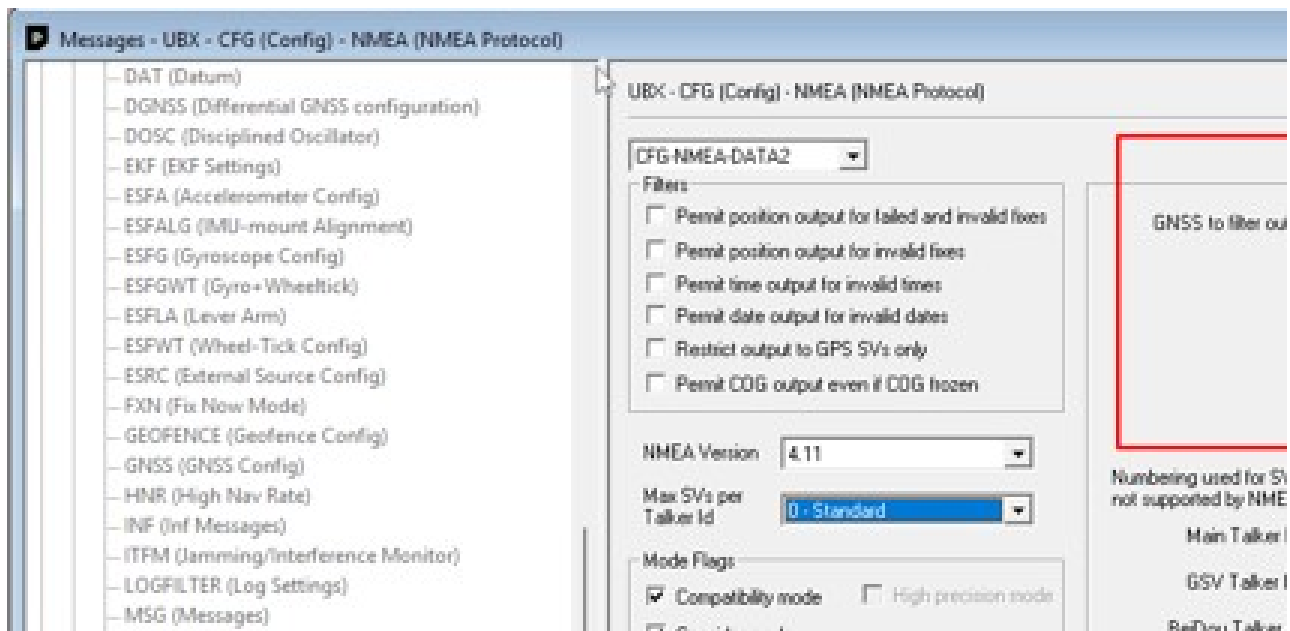 Messages - UBX - CFG (Config) - NMEA (NMEA Protocol)
DAT (Datum)
DGNSS (Differential GNSS configuration)
DOSC (Disciplined Oscillator)
EKF (EKF Settings)
ESFA (Accelerometer Config)
ESFALG (IMU-mount Alignment)
ESFG (Gyroscope Config)
ESFGWT (Gyro+Wheeltick)
ESFLA (Lever Arm)
ESFWT (Wheel-Tick Config)
ESRC (External Source Config)
FXN (Fix Now Mode)
GEOFENCE (Geofence Config)
GNSS (GNSS Config)
HNR (High Nav Rate)
INF (Inf Messages)
ITFM (Jamming/Interference Monitor)
LOGFILTER (Log Settings)
MSG (Messages)
UBX - CFG (Config) - NMEA (NMEA Protocol)
CFG-NMEA-DATA2
Filters
Permit position output for failed and invalid fixes
Permit position output for invalid fixes
Permit time output for invalid times
Permit date output for invalid dates
Restrict output to GPS SVs only
Permit COG output even if COG frozen
NMEA Version 4.11
Max SVs per
Talker Id
0 - Standard
Mode Flags
Compatibility mode High precision mode
GNSS to filter out
Numbering used for SV
not supported by NME
Main Talker
GSV Talker
BeiDou Talker